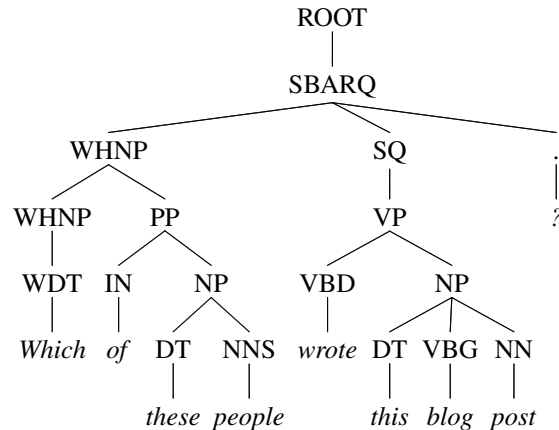 ROOT
SBARQ
WHNP SQ .
WHNP PP VP ?
WDT IN NP VBD NP
Which of DT NNS wrote DT VBG NN
these people this blog post